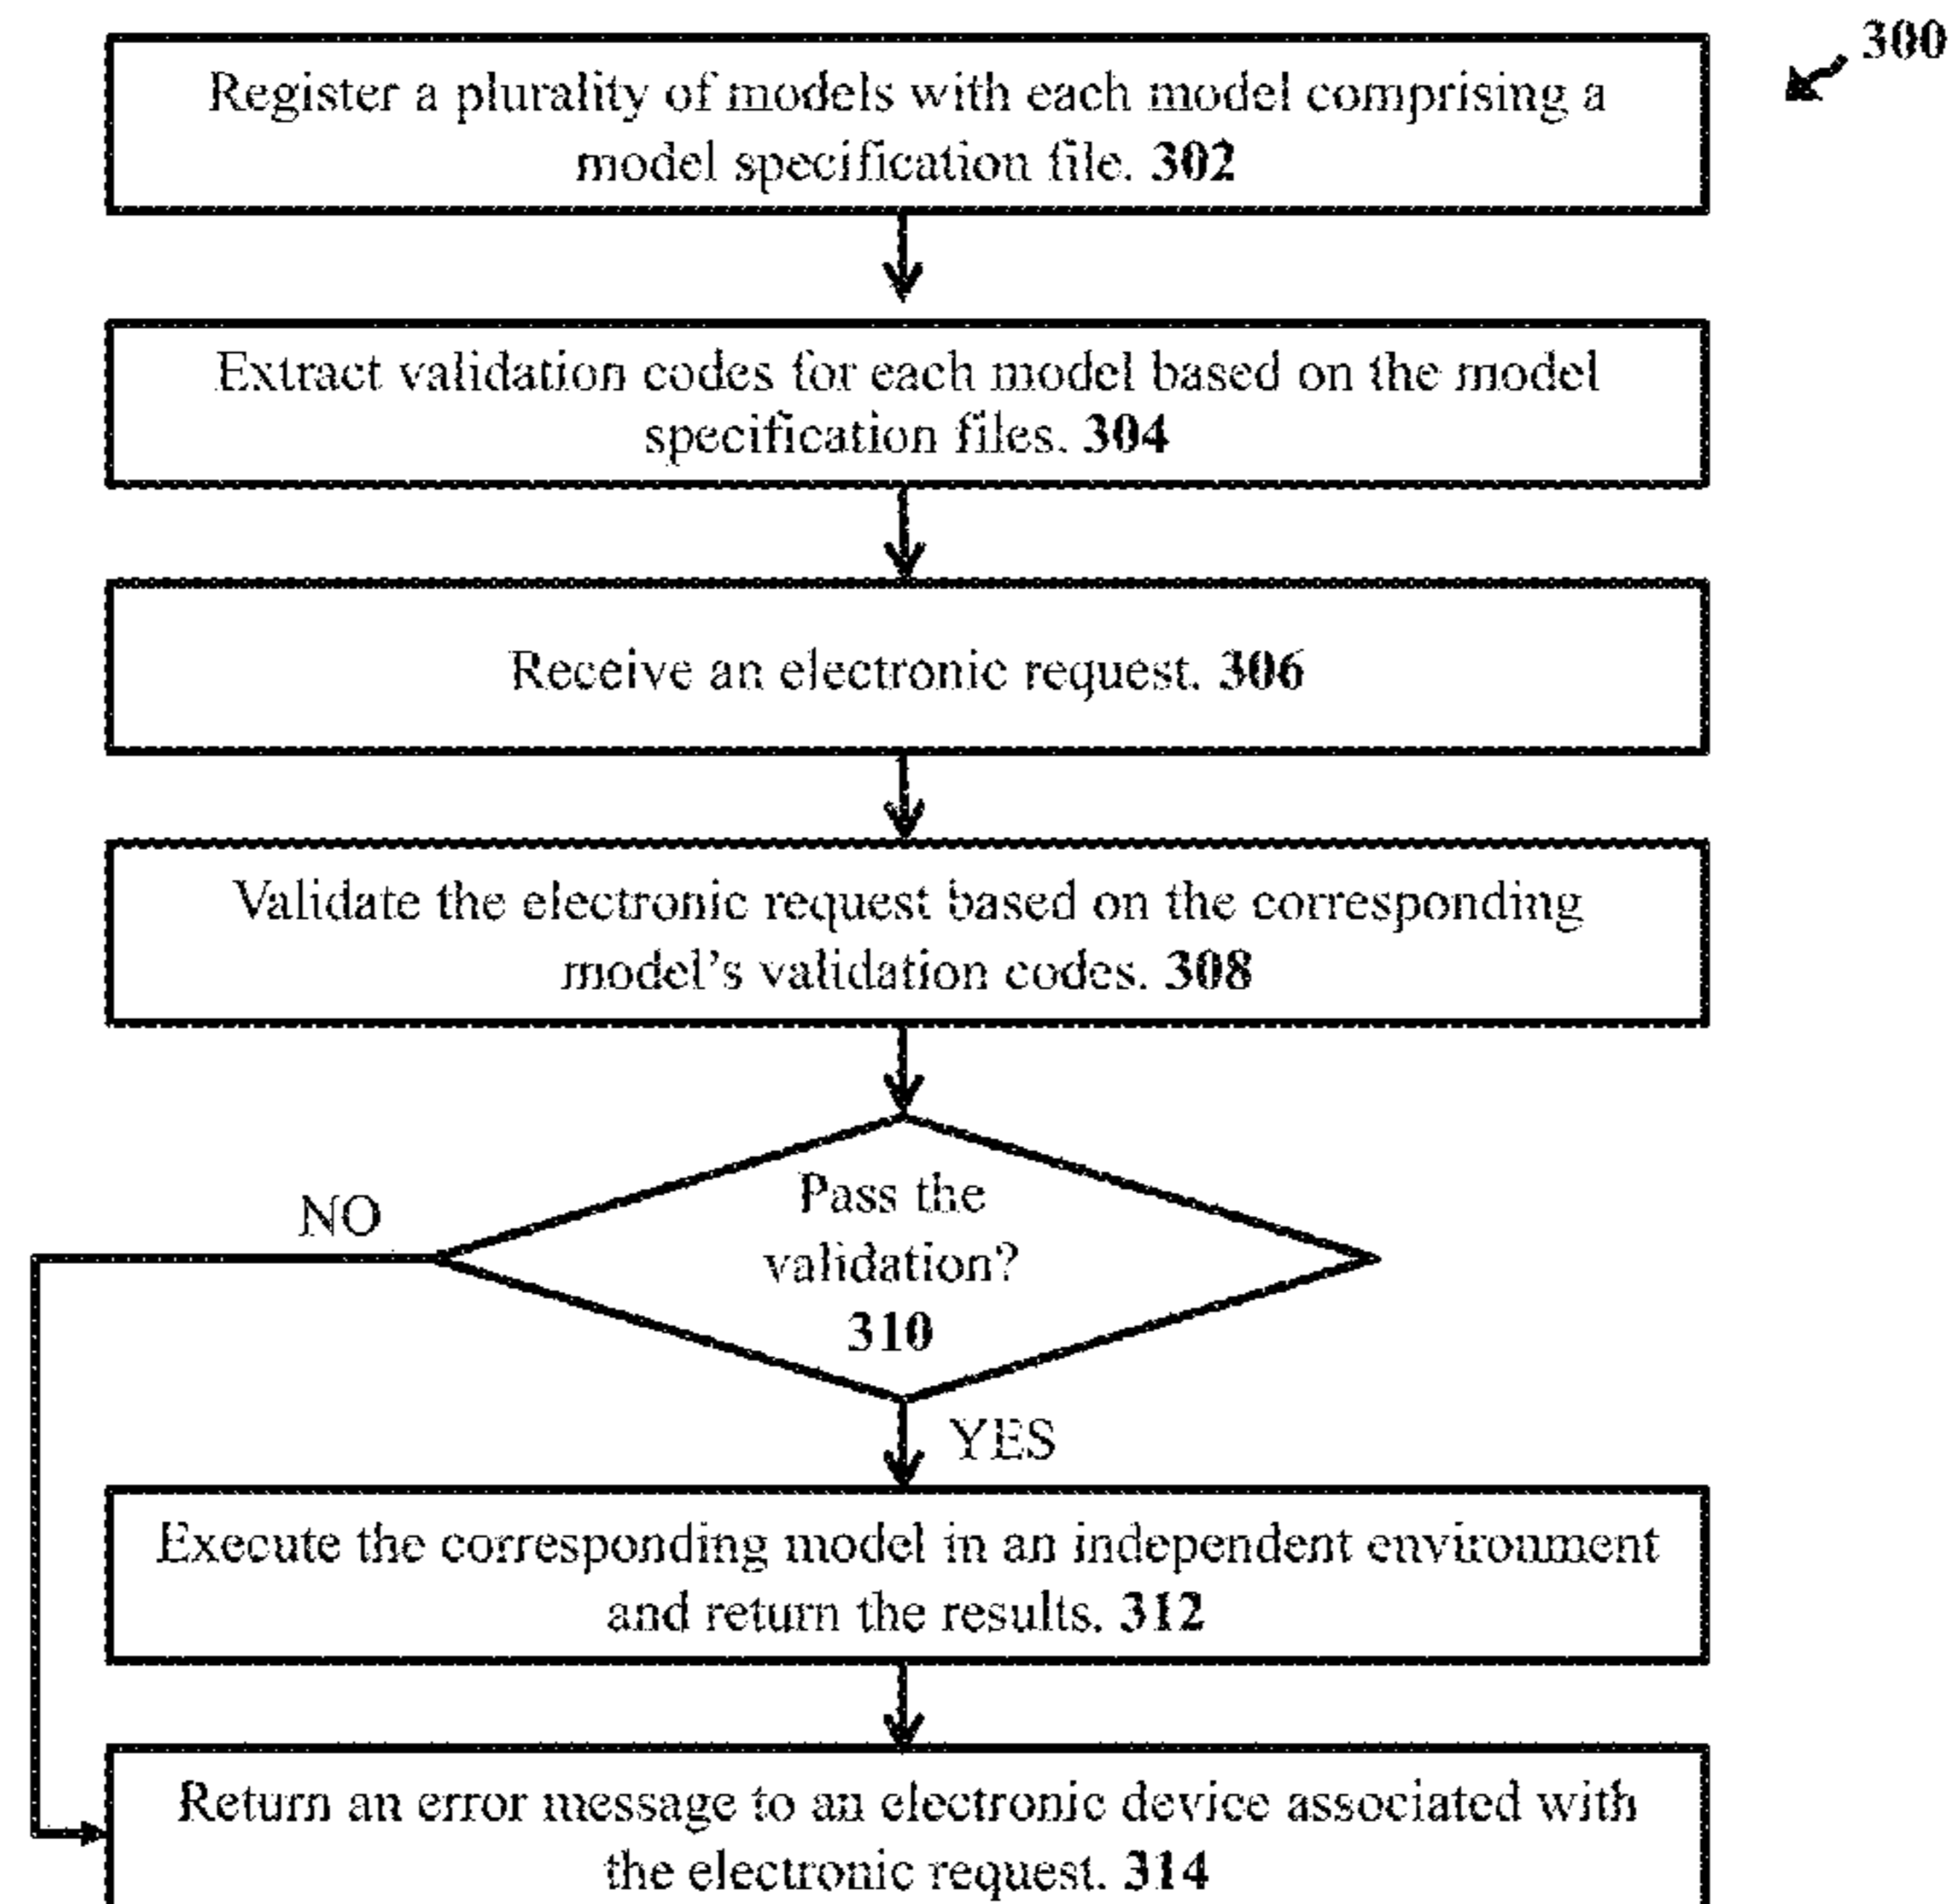 300
Register a plurality of models with each model comprising a
model specification file. 302
Extract validation codes for each model based on the model
specification files. 304
Receive an electronic request. 306
Validate the electronic request based on the corresponding
model's validation codes. 308
Pass the
validation?
310
NO
YES
Execute the corresponding model in an independent environment
and return the results. 312
Return an error message to an electronic device associated with
the electronic request. 314